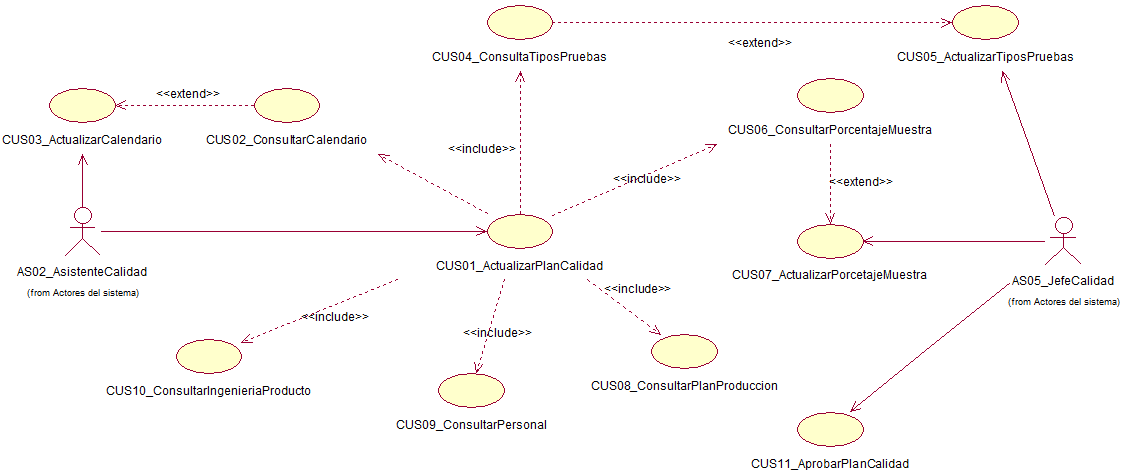 <<extend>>
CUS04_ConsultaTiposPruebas
CUS05_ActualizarTiposPruebas
<<extend>>
CUS03_ActualizarCalendario
CUS02_ConsultarCalendario
CUS06_ConsultarPorcentajeMuestra
<<include>>
<<include>>
<<extend>>
AS02_AsistenteCalidad
(from Actores del sistema)
CUS01_ActualizarPlanCalidad
CUS07_ActualizarPorcetajeMuestra
AS05_JefeCalidad
(from Actores del sistema)
<<include>>
<<include>>
<<include>>
CUS10_ConsultarIngenieriaProducto
CUS09_ConsultarPersonal
CUS08_ConsultarPlanProduccion
CUS11_AprobarPlanCalidad